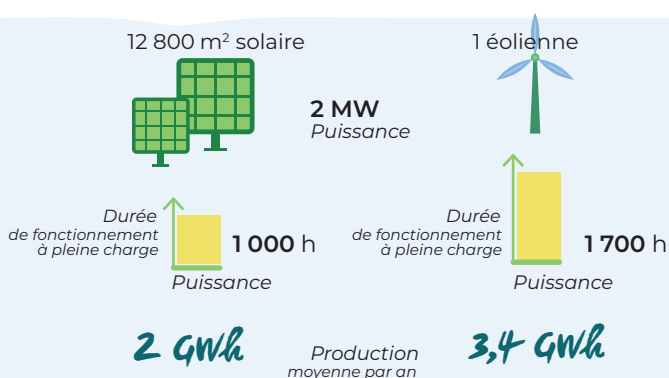 12 800 m² solaire
1 éolienne
2 MW
Puissance
Durée
de fonctionnement
à pleine charge
1 000 h
Puissance
Durée
de fonctionnement
à pleine charge
1 700 h
Puissance
2 GWh
Production
moyenne par an
3,4 GWh